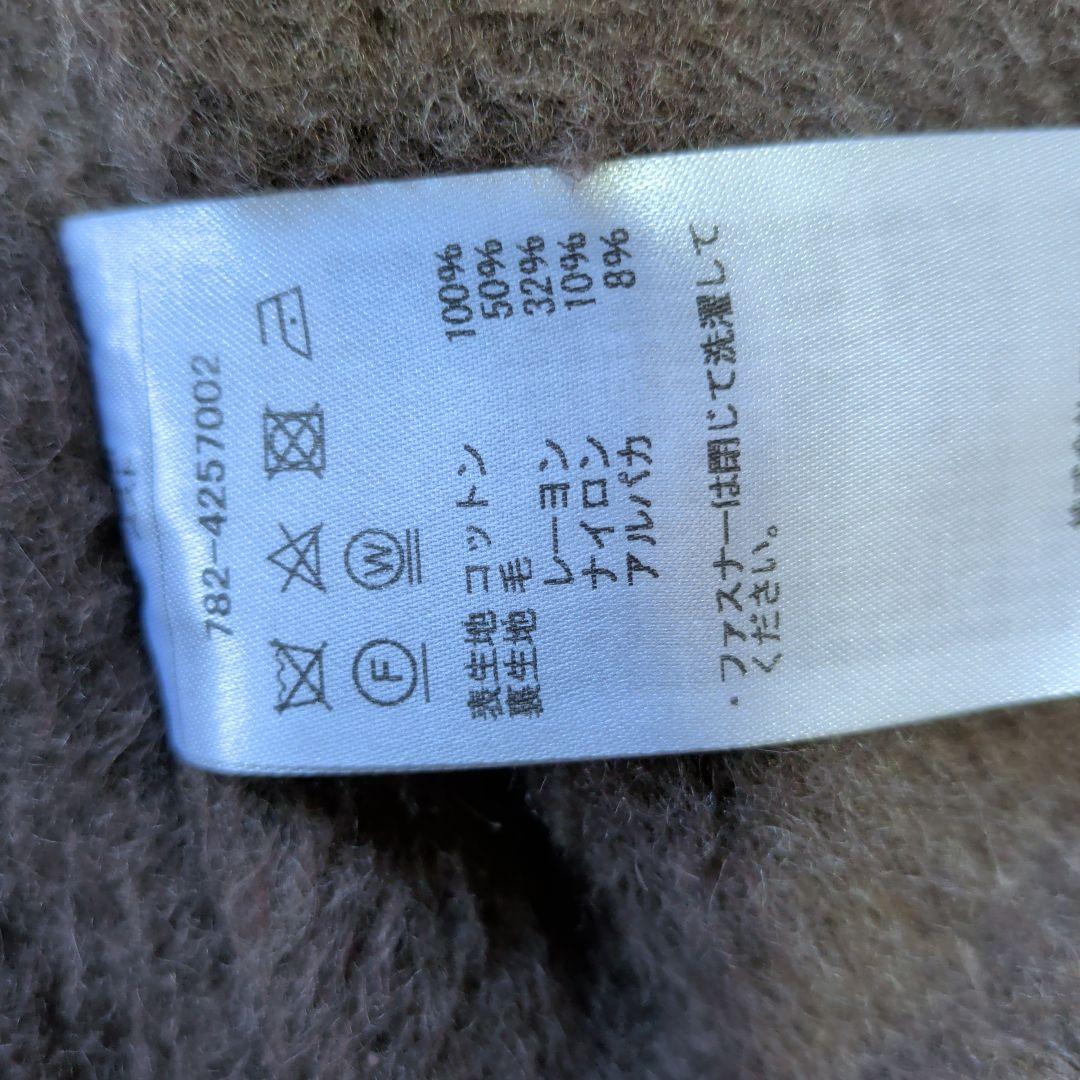 782-4257002
F W
表生地 コットン 100%
裏生地 毛 50%
レーヨン 32%
ナイロン 10%
アルパカ 8%
・ファスナーは閉じて洗濯して
ください。